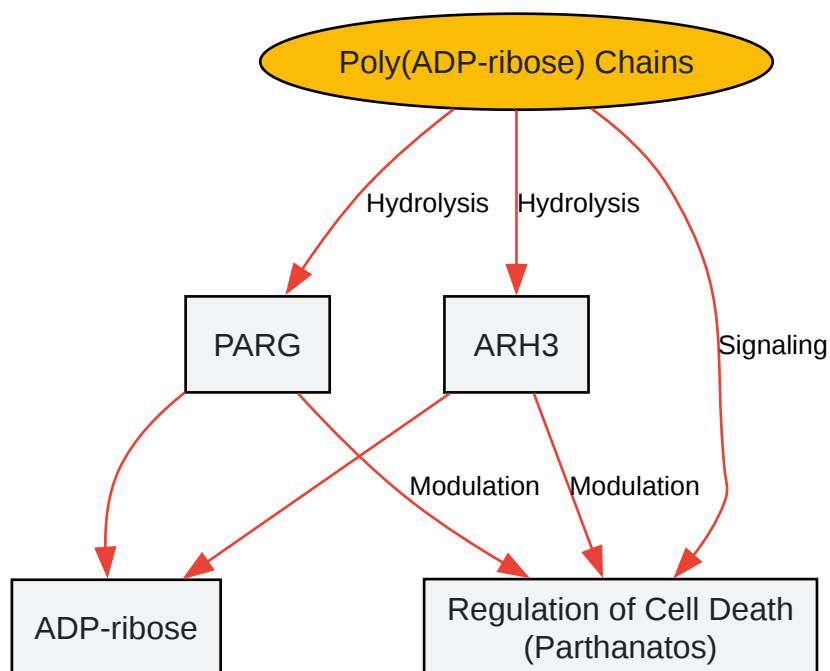 Poly(ADP-ribose) Chains
Hydrolysis
Hydrolysis
PARG
ARH3
Signaling
Modulation
Modulation
ADP-ribose
Regulation of Cell Death
(Parthanatos)